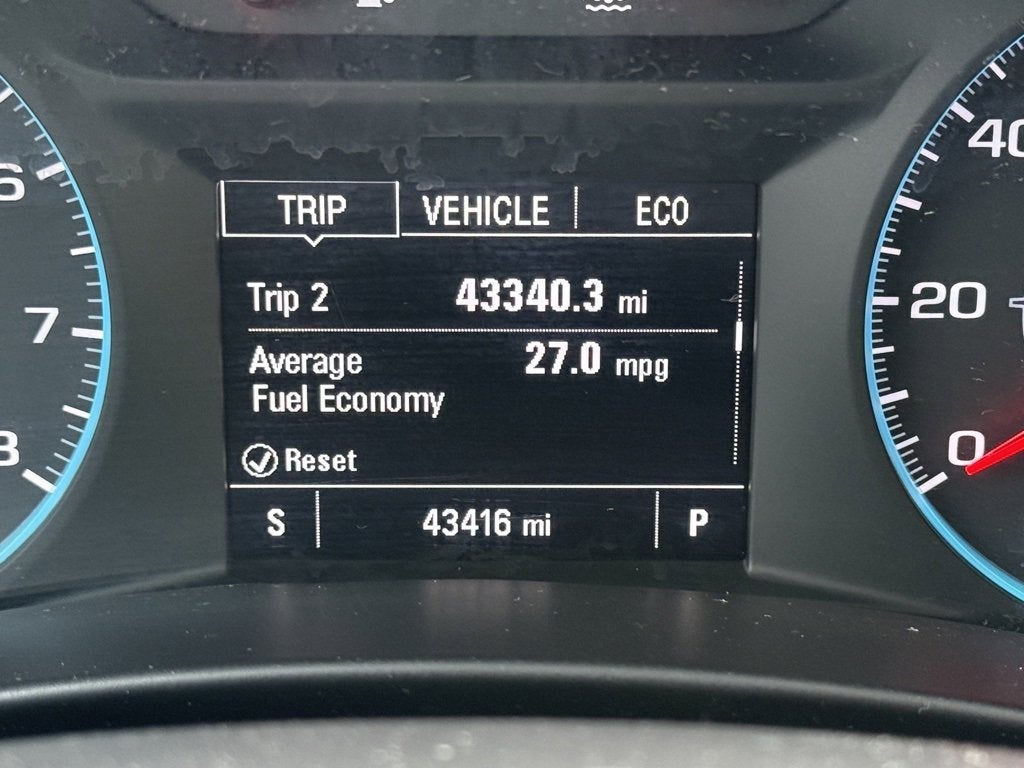 TRIP VEHICLE ECO
Trip 2 43340.3 mi
Average 27.0 mpg
Fuel Economy
Reset
S 43416 mi P
6
7
8
40
20
0